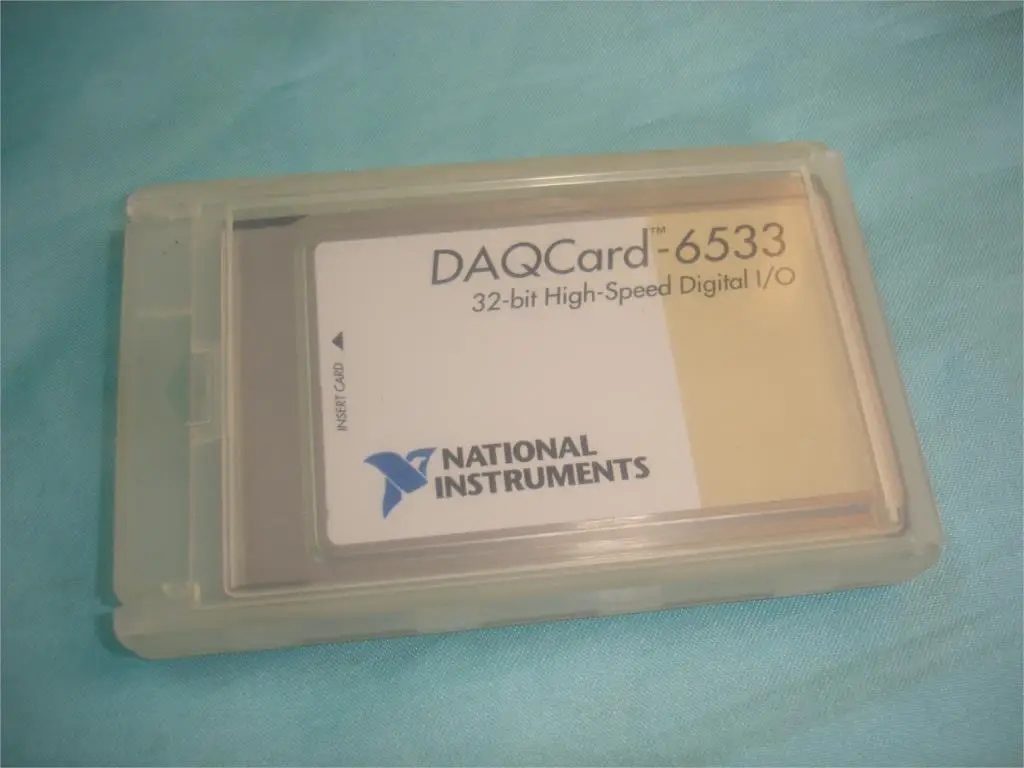 DAQCard™-6533
32-bit High-Speed Digital I/O
INSERT CARD
NATIONAL
INSTRUMENTS